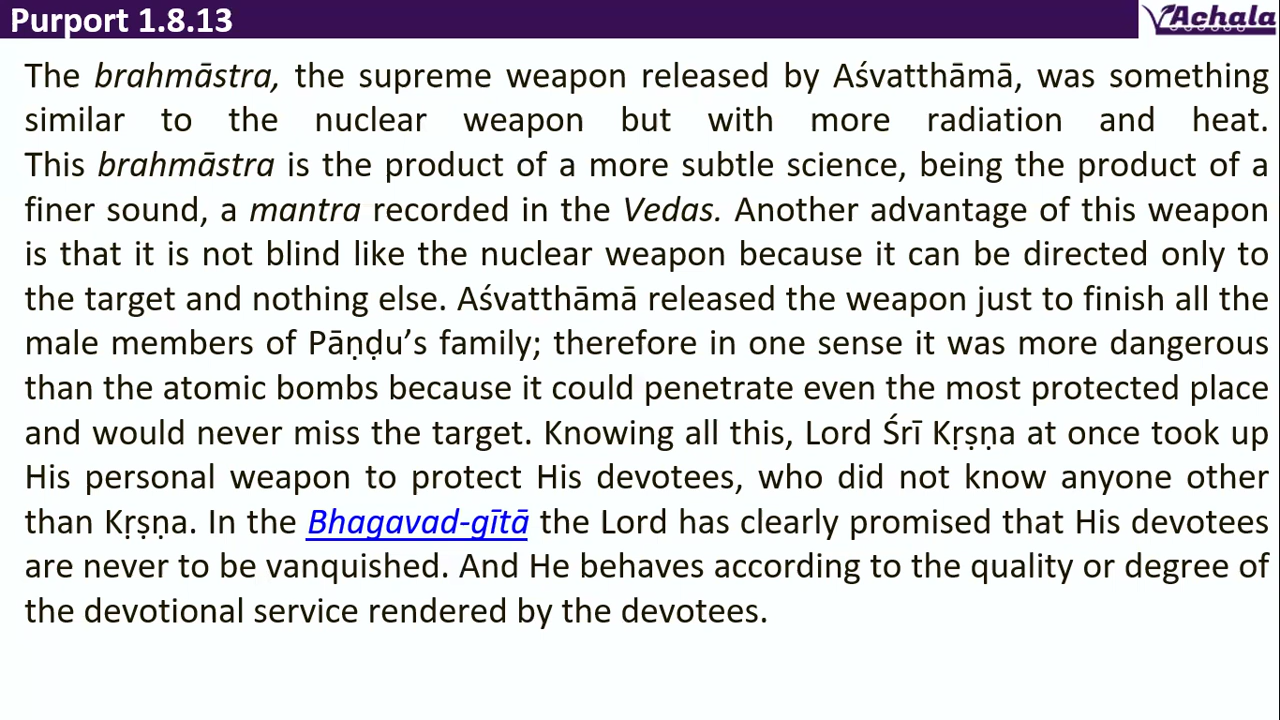 Purport 1.8.13
Achala
The brahmāstra, the supreme weapon released by Aśvatthāmā, was something
similar to the nuclear weapon but with more radiation and heat.
This brahmāstra is the product of a more subtle science, being the product of a
finer sound, a mantra recorded in the Vedas. Another advantage of this weapon
is that it is not blind like the nuclear weapon because it can be directed only to
the target and nothing else. Aśvatthāmā released the weapon just to finish all the
male members of Pāṇḍu’s family; therefore in one sense it was more dangerous
than the atomic bombs because it could penetrate even the most protected place
and would never miss the target. Knowing all this, Lord Śrī Kṛṣṇa at once took up
His personal weapon to protect His devotees, who did not know anyone other
than Kṛṣṇa. In the Bhagavad-gītā the Lord has clearly promised that His devotees
are never to be vanquished. And He behaves according to the quality or degree of
the devotional service rendered by the devotees.